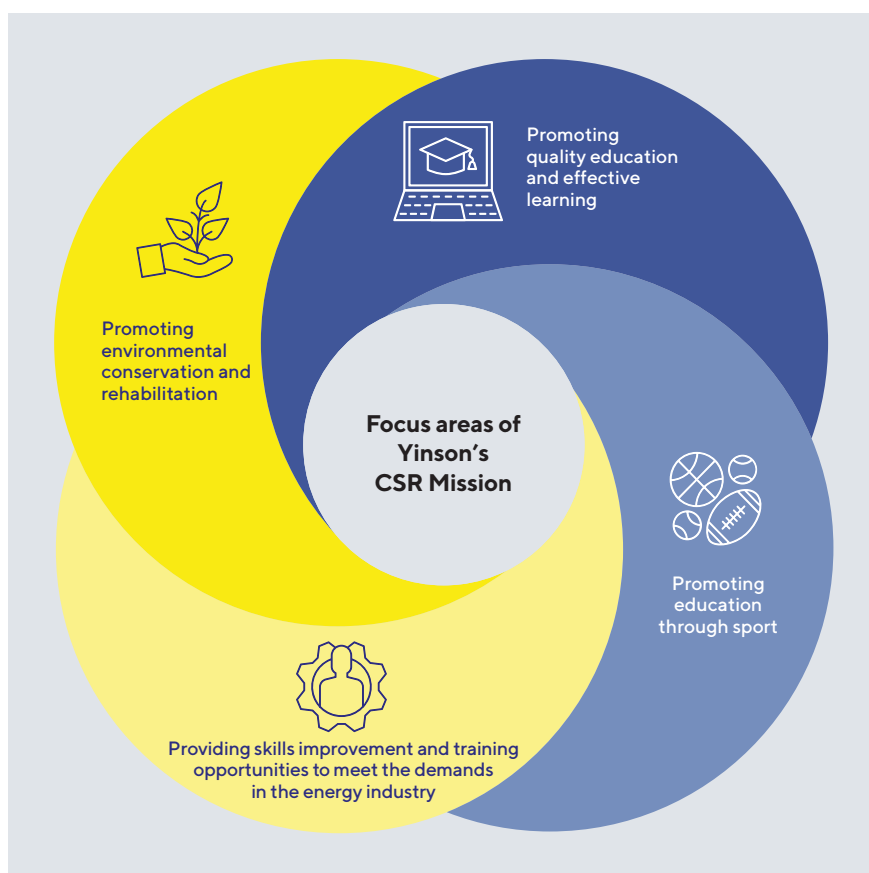 Promoting
quality education
and effective
learning
Promoting
environmental
conservation and
rehabilitation
Focus areas of
Yinson’s
CSR Mission
Promoting
education
through sport
Providing skills improvement and training
opportunities to meet the demands
in the energy industry